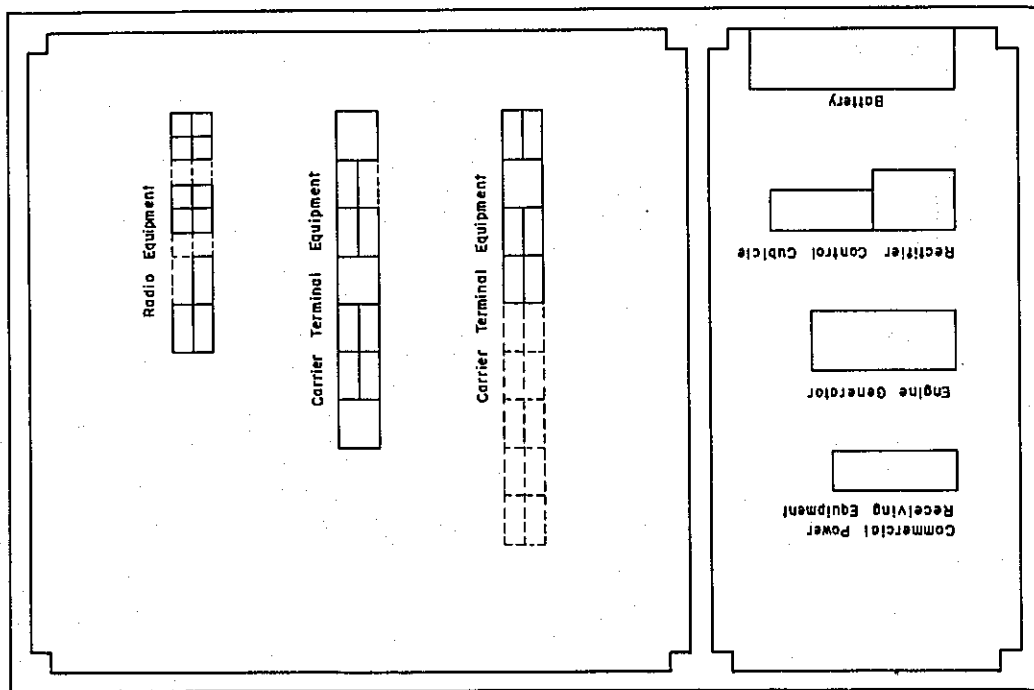 Radio Equipment
Carrier Terminal Equipment
Carrier Terminal Equipment
Battery
Rectifier Control Cubicle
Engine Generator
Commercial Power
Receiving Equipment